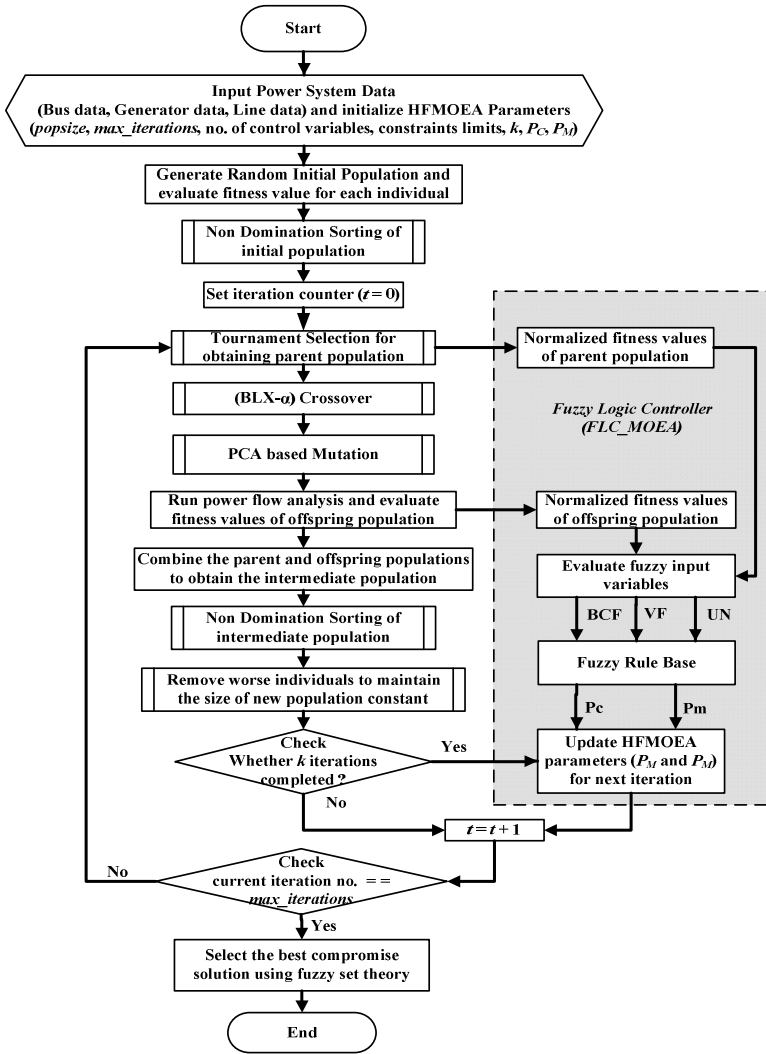 Start
Input Power System Data
(Bus data, Generator data, Line data) and initialize HFMOEA Parameters
(popsize, max_iterations, no. of control variables, constraints limits, k, PC, PM)
Generate Random Initial Population and
evaluate fitness value for each individual
Non Domination Sorting of
initial population
Set iteration counter (t = 0)
Tournament Selection for
obtaining parent population
Normalized fitness values
of parent population
(BLX-α) Crossover
Fuzzy Logic Controller
(FLC_MOEA)
PCA based Mutation
Run power flow analysis and evaluate
fitness values of offspring population
Normalized fitness values
of offspring population
Combine the parent and offspring populations
to obtain the intermediate population
Evaluate fuzzy input
variables
BCF VF UN
Non Domination Sorting of
intermediate population
Fuzzy Rule Base
Remove worse individuals to maintain
the size of new population constant
Pc Pm
Check
Whether k iterations
completed ?
Yes
No
Update HFMOEA
parameters (PM and PM)
for next iteration
t = t + 1
Check
current iteration no. = =
max_iterations
No
Yes
Select the best compromise
solution using fuzzy set theory
End